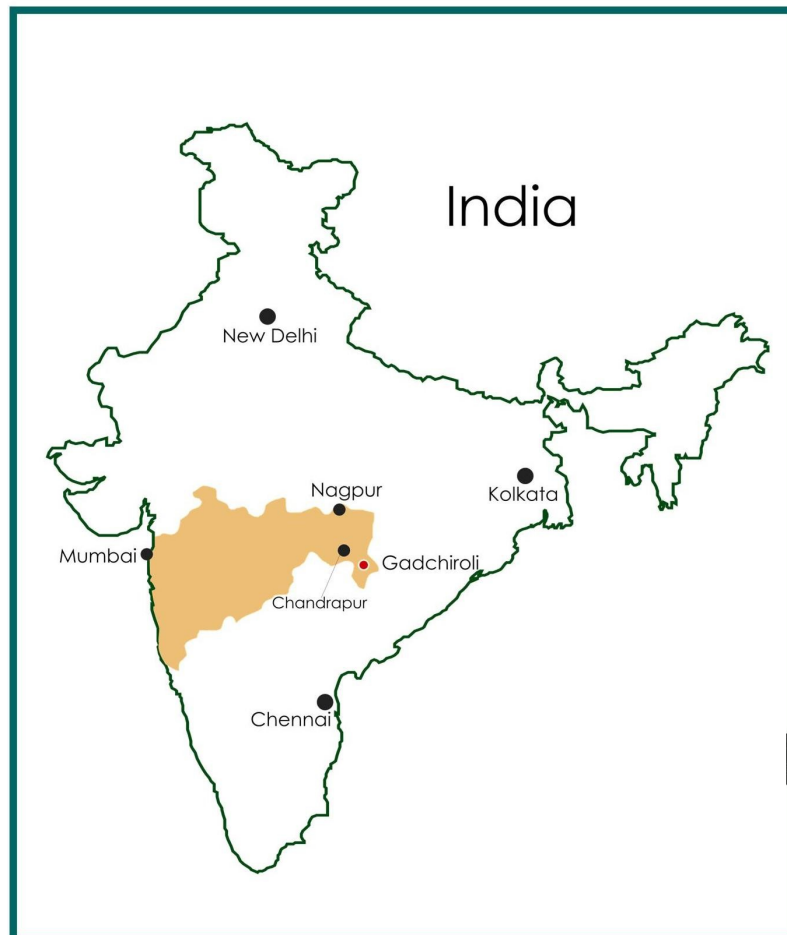 India
New Delhi
Nagpur
Kolkata
Mumbai
Gadchiroli
Chandrapur
Chennai